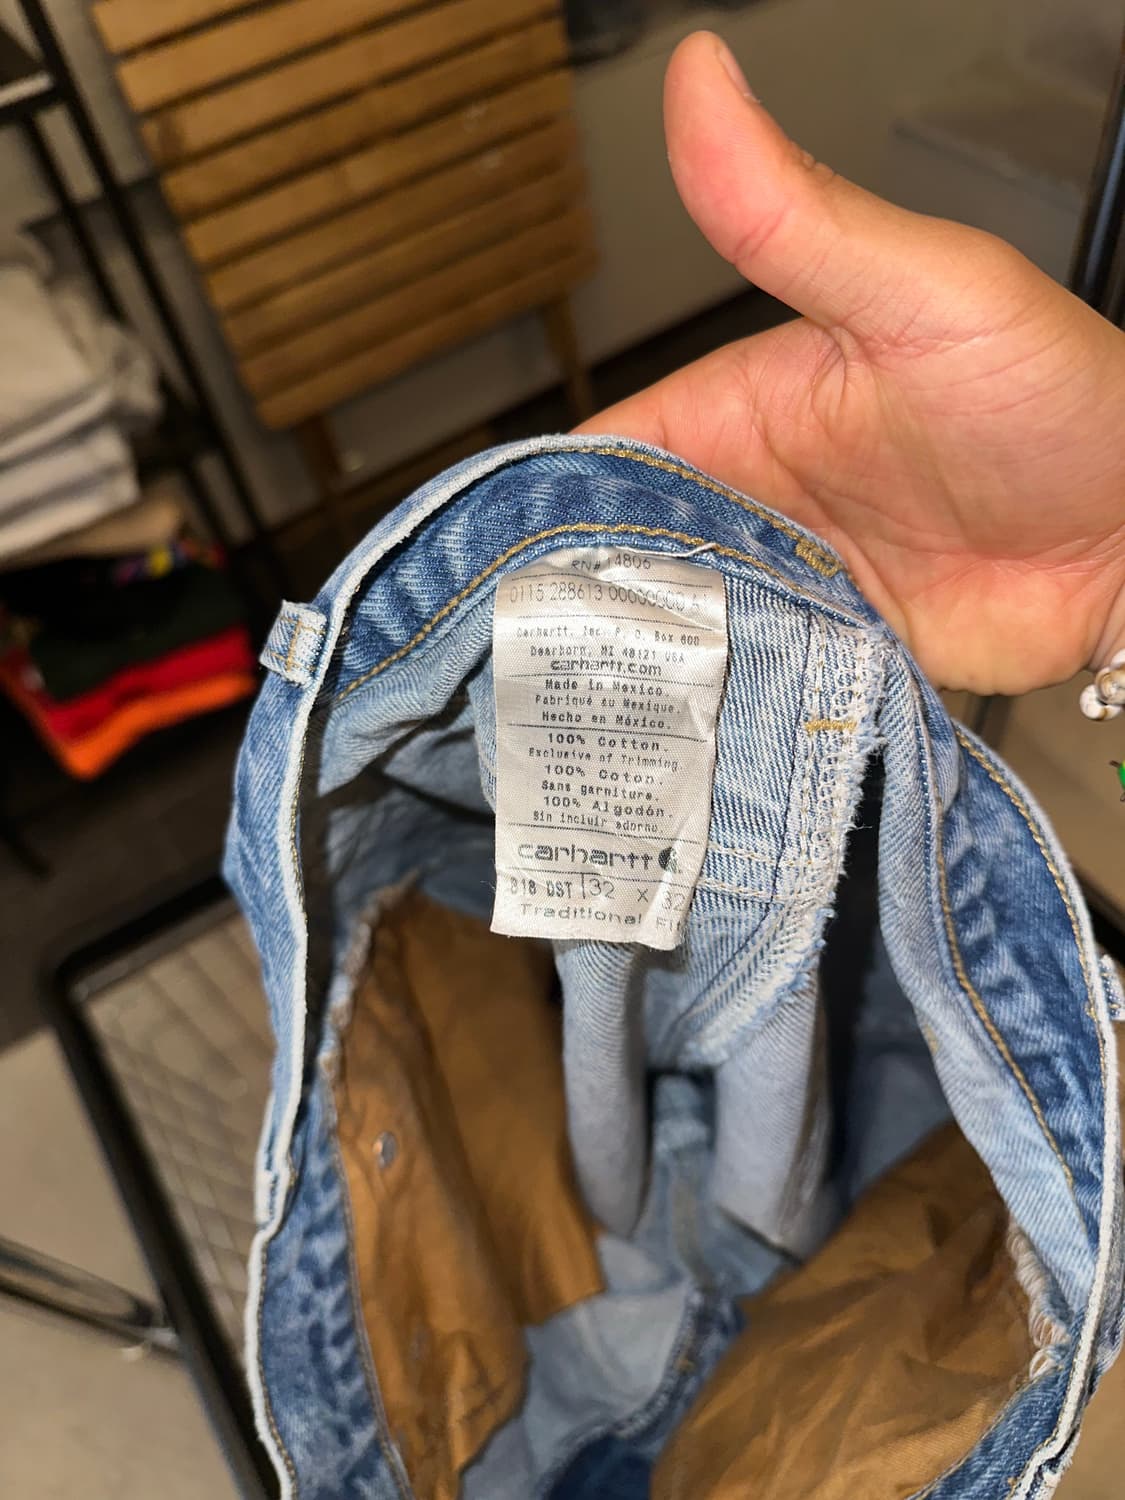 RN# 14806
0115 288613 00000000 A1
Carhartt, Inc. P. O. Box 600
Dearborn, MI 48121 USA
carhartt.com
Made in Mexico.
Fabriqué au Mexique.
Hecho en México.
100% Cotton.
Exclusive of Trimming.
100% Coton.
Sans garniture.
100% Algodón.
Sin incluir adorno.
carhartt
B18 DST 32 X 32
Traditional Fit